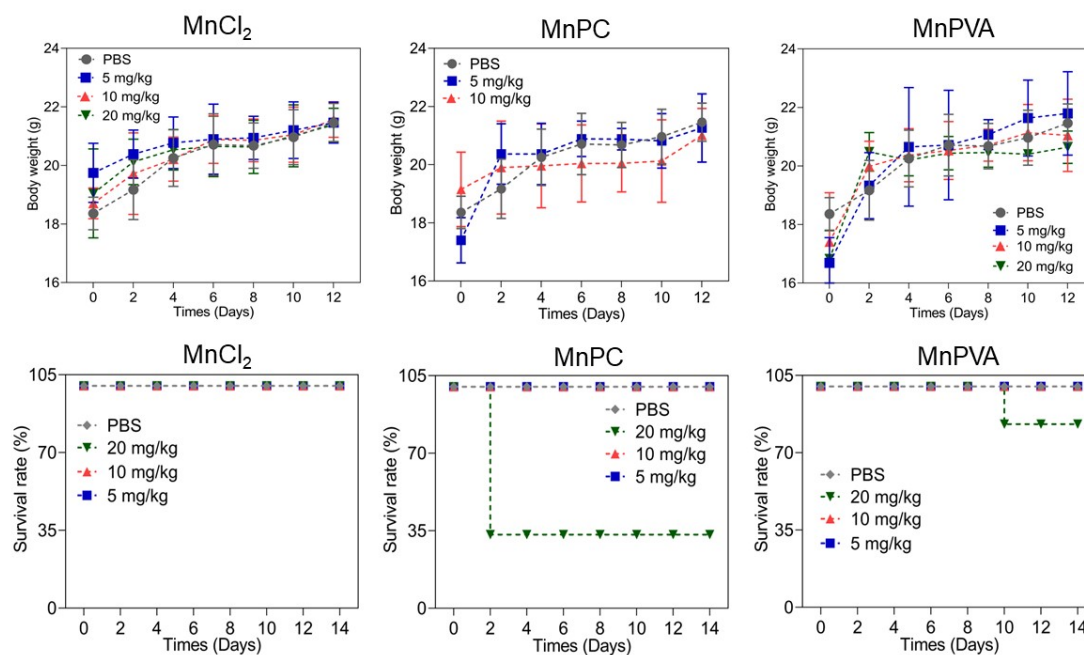 MnCl₂
Body weight (g)
24
22
20
18
16
PBS
5 mg/kg
10 mg/kg
20 mg/kg
0 2 4 6 8 10 12
Times (Days)
MnPC
Body weight (g)
24
22
20
18
16
PBS
5 mg/kg
10 mg/kg
0 2 4 6 8 10 12
Times (Days)
MnPVA
Body weight (g)
24
22
20
18
16
PBS
5 mg/kg
10 mg/kg
20 mg/kg
0 2 4 6 8 10 12
Times (Days)
MnCl₂
Survival rate (%)
105
70
35
0
PBS
20 mg/kg
10 mg/kg
5 mg/kg
0 2 4 6 8 10 12 14
Times (Days)
MnPC
Survival rate (%)
105
70
35
0
PBS
20 mg/kg
10 mg/kg
5 mg/kg
0 2 4 6 8 10 12 14
Times (Days)
MnPVA
Survival rate (%)
105
70
35
0
PBS
20 mg/kg
10 mg/kg
5 mg/kg
0 2 4 6 8 10 12 14
Times (Days)